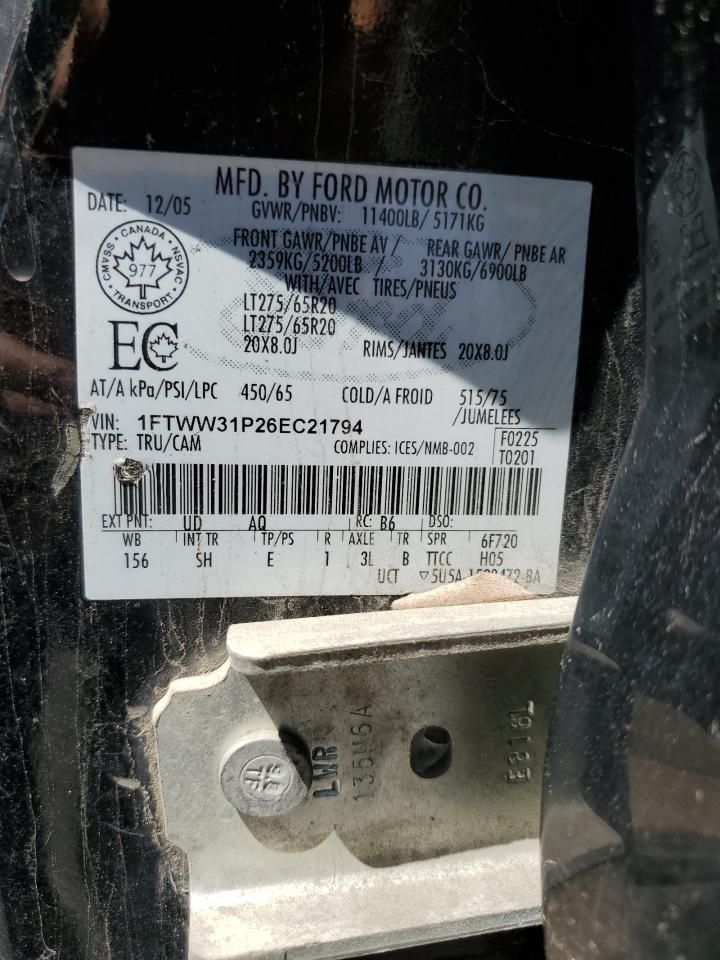 MFD. BY FORD MOTOR CO.
DATE: 12/05 GVWR/PNBV: 11400LB/ 5171KG
FRONT GAWR/PNBE AV / REAR GAWR/ PNBE AR
2359KG/5200LB / 3130KG/6900LB
WITH/AVEC TIRES/PNEUS
CANADA
CMVSS 977 NSVAC
TRANSPORT
LT275/65R20
LT275/65R20
EC 20X8.0J RIMS/JANTES 20X8.0J
AT/A kPa/PSI/LPC 450/65 COLD/A FROID 515/75
/JUMELEES
VIN: 1FTWW31P26EC21794
TYPE: TRU/CAM COMPLIES: ICES/NMB-002
F0225
T0201
EXT PNT: UD AQ RC: B6 DSO:
WB INT TR TP/PS R AXLE TR SPR 6F720
156 SH E 1 3L B TTCC H05
UCT
LWR
135M6A
E816L